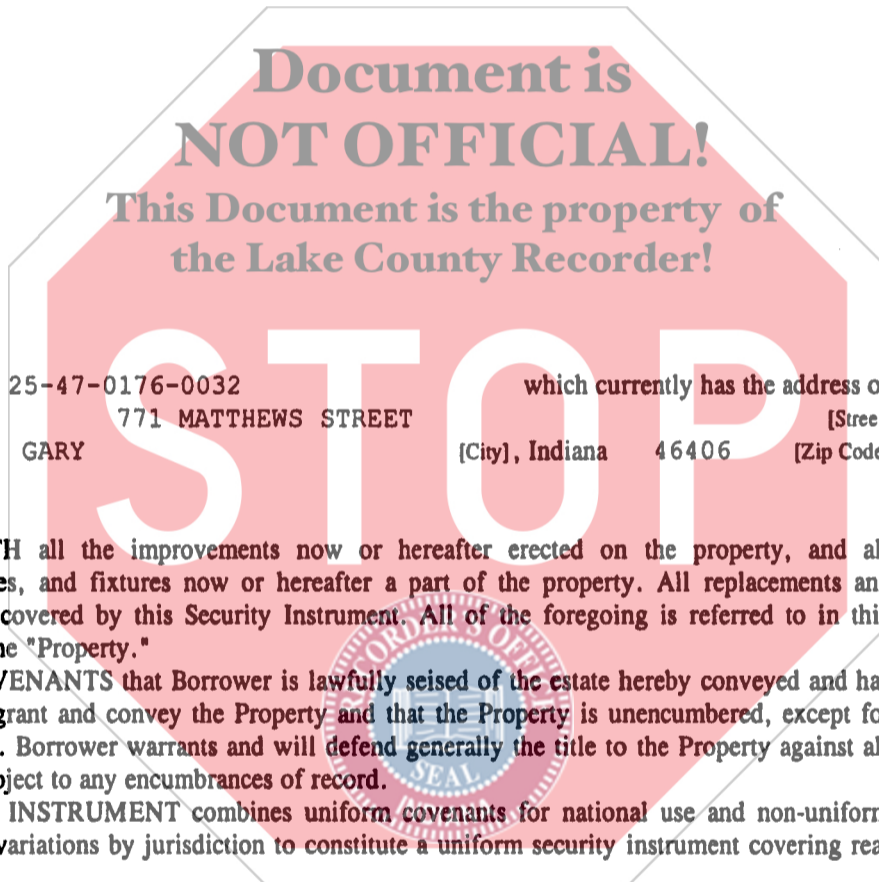 Document is
NOT OFFICIAL!
This Document is the property of
the Lake County Recorder!
STOP
25-47-0176-0032 which currently has the address o
771 MATTHEWS STREET [Stree
GARY [City], Indiana 46406 [Zip Code
TH all the improvements now or hereafter erected on the property, and al
es, and fixtures now or hereafter a part of the property. All replacements an
covered by this Security Instrument. All of the foregoing is referred to in thi
he "Property."
VENANTS that Borrower is lawfully seised of the estate hereby conveyed and ha
grant and convey the Property and that the Property is unencumbered, except fo
. Borrower warrants and will defend generally the title to the Property against al
bject to any encumbrances of record.
INSTRUMENT combines uniform covenants for national use and non-uniform
variations by jurisdiction to constitute a uniform security instrument covering rea
RECORDER'S OFFICE
SEAL